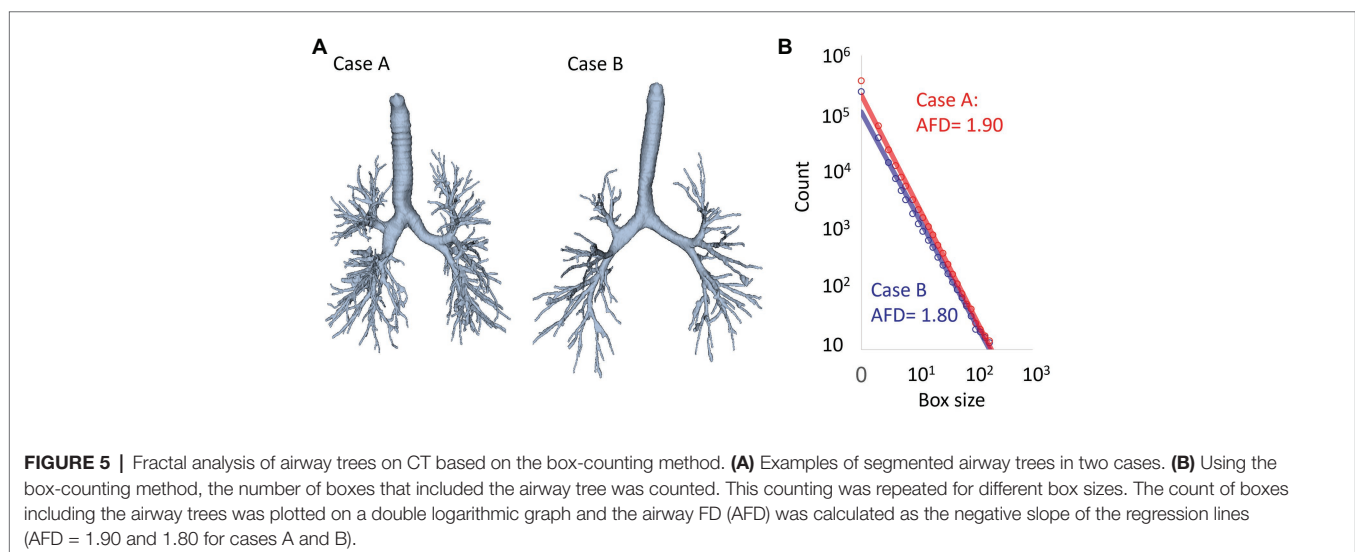 A
Case A
Case B
B
10⁶
10⁵
10⁴
10³
10²
10
Count
Case A:
AFD= 1.90
Case B
AFD= 1.80
0
10¹
10²
10³
Box size
FIGURE 5 | Fractal analysis of airway trees on CT based on the box-counting method. (A) Examples of segmented airway trees in two cases. (B) Using the
box-counting method, the number of boxes that included the airway tree was counted. This counting was repeated for different box sizes. The count of boxes
including the airway trees was plotted on a double logarithmic graph and the airway FD (AFD) was calculated as the negative slope of the regression lines
(AFD = 1.90 and 1.80 for cases A and B).